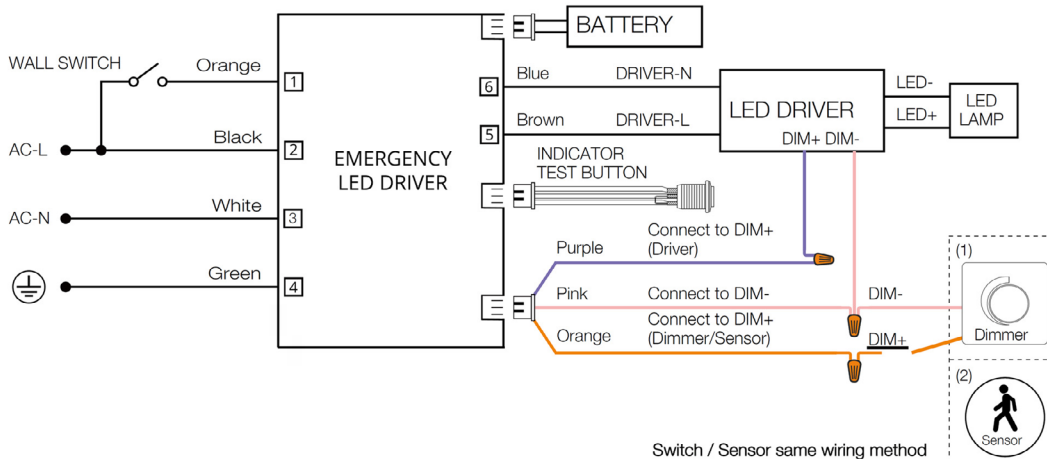 BATTERY
WALL SWITCH
Orange
1
6
Blue
DRIVER-N
LED DRIVER
DIM+ DIM-
LED-
LED+
LED
LAMP
AC-L
Black
2
5
Brown
DRIVER-L
EMERGENCY
LED DRIVER
INDICATOR
TEST BUTTON
AC-N
White
3
Green
4
Purple
Connect to DIM+
(Driver)
Pink
Connect to DIM-
DIM-
Orange
Connect to DIM+
(Dimmer/Sensor)
DIM+
(1)
Dimmer
(2)
Sensor
Switch / Sensor same wiring method